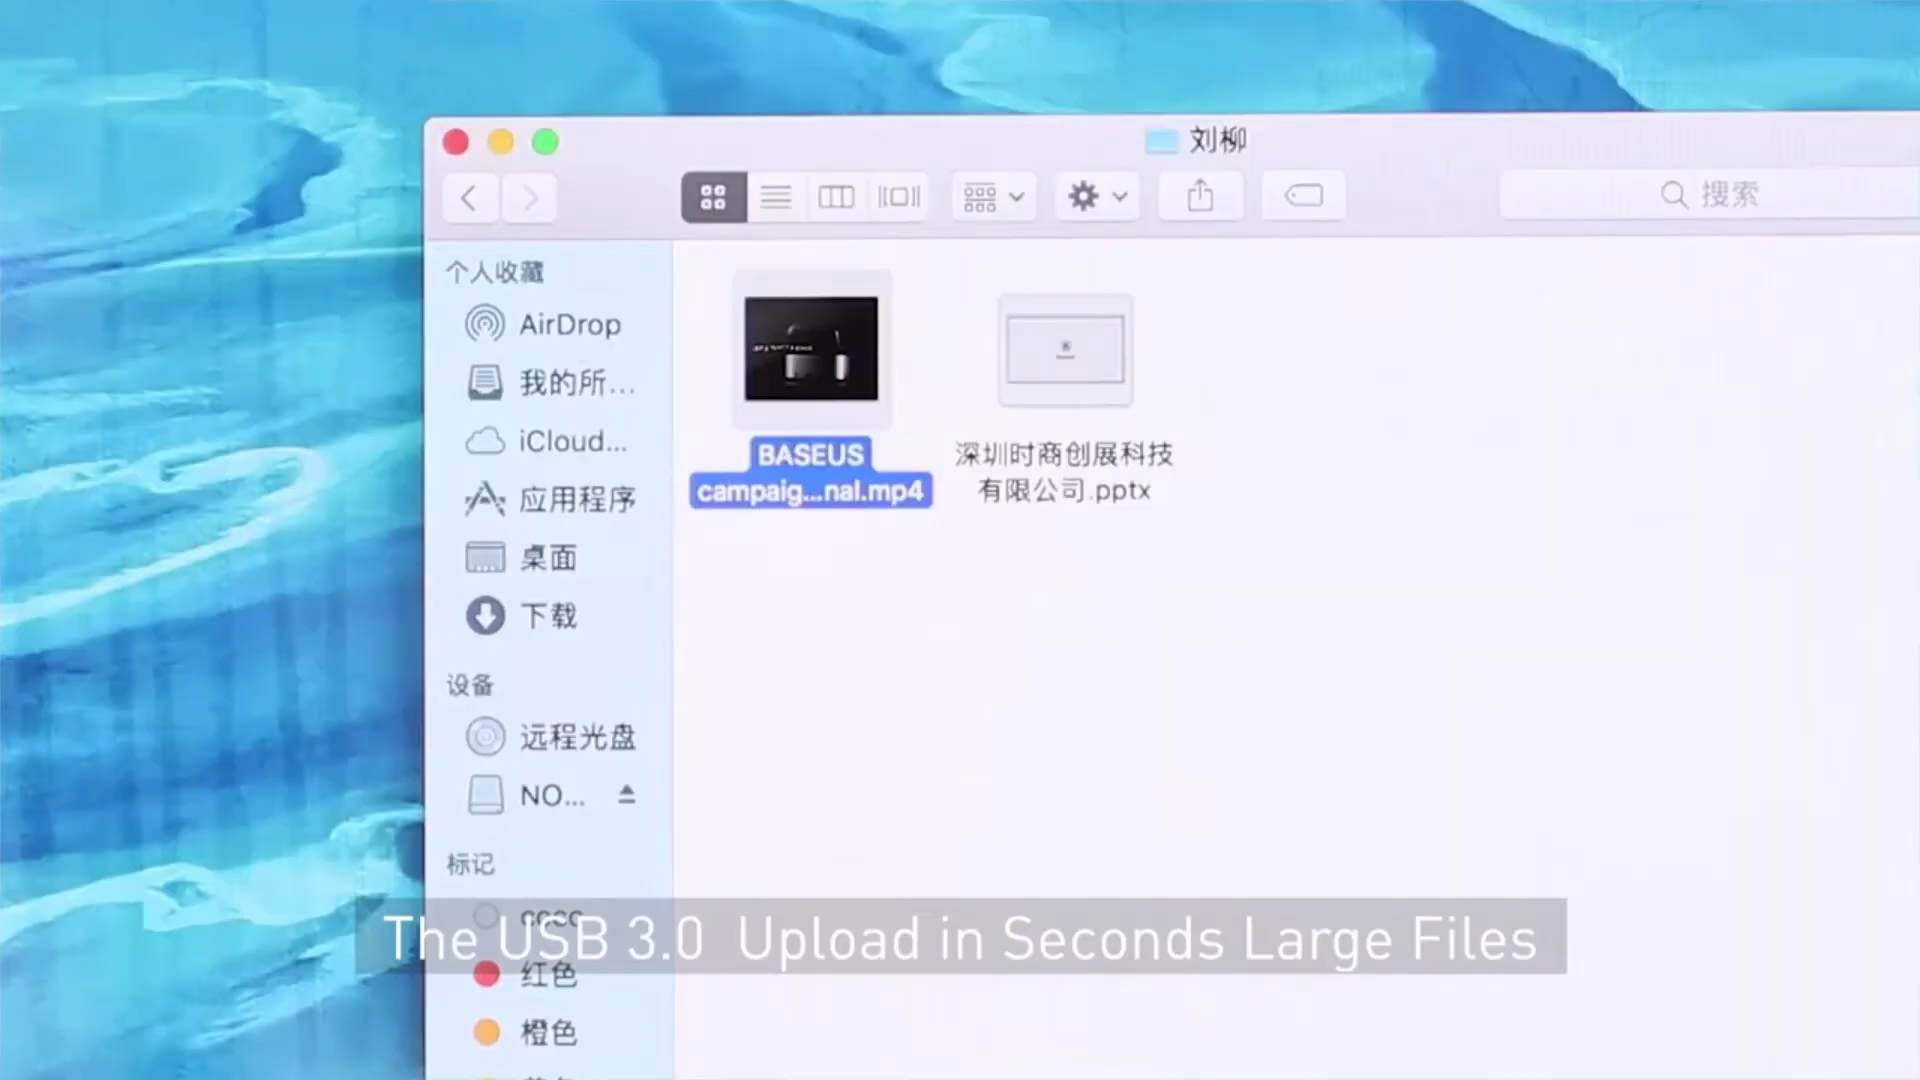 刘柳
搜索
个人收藏
AirDrop
我的所...
iCloud...
应用程序
桌面
下载
设备
远程光盘
NO...
标记
红色
橙色
BASEUS
campaig...nal.mp4
深圳时商创展科技
有限公司.pptx
The USB 3.0 Upload in Seconds Large Files